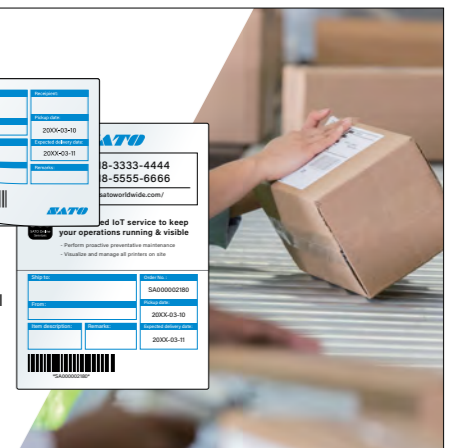 Receipient:
Pickup date:
20XX-03-10
Expected delivery date:
20XX-03-11
Remarks:
SATO
SATO
8-3333-4444
8-5555-6666
satoworldwide.com/
SATO Online Services
ed IoT service to keep
your operations running & visible
- Perform proactive preventative maintenance
- Visualize and manage all printers on site
Ship to:
Order No.:
SA000002180
From:
Pickup date:
20XX-03-10
Item description:
Remarks:
Expected delivery date:
20XX-03-11
*SA000002180*